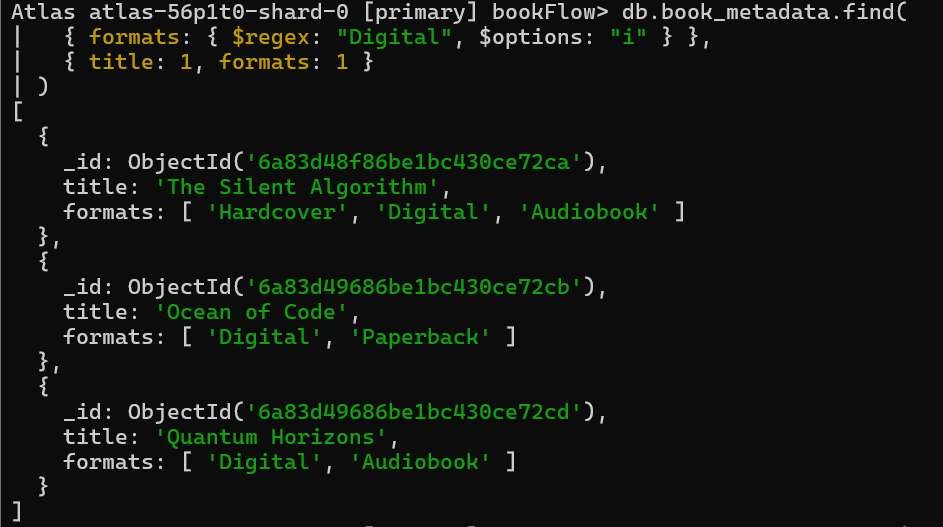 Atlas atlas-56p1t0-shard-0 [primary] bookFlow> db.book_metadata.find(
|   { formats: { $regex: "Digital", $options: "i" } },
|   { title: 1, formats: 1 }
| )
[
  {
    _id: ObjectId('6a83d48f86be1bc430ce72ca'),
    title: 'The Silent Algorithm',
    formats: [ 'Hardcover', 'Digital', 'Audiobook' ]
  },
  {
    _id: ObjectId('6a83d49686be1bc430ce72cb'),
    title: 'Ocean of Code',
    formats: [ 'Digital', 'Paperback' ]
  },
  {
    _id: ObjectId('6a83d49686be1bc430ce72cd'),
    title: 'Quantum Horizons',
    formats: [ 'Digital', 'Audiobook' ]
  }
]